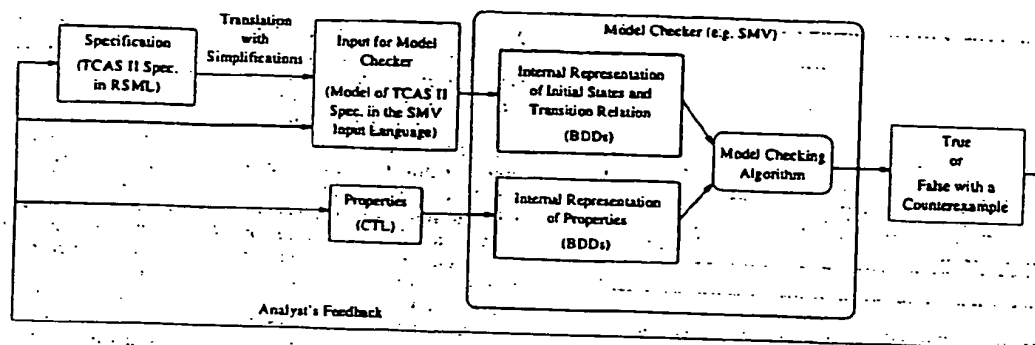 Specification
(TCAS II Spec.
in RSML)
Translation
with
Simplifications
Input for Model
Checker
(Model of TCAS II
Spec. in the SMV
Input Language)
Properties
(CTL)
Model Checker (e.g. SMV)
Internal Representation
of Initial States and
Transition Relation
(BDDs)
Internal Representation
of Properties
(BDDs)
Model Checking
Algorithm
True
or
False with a
Counterexample
Analyst's Feedback